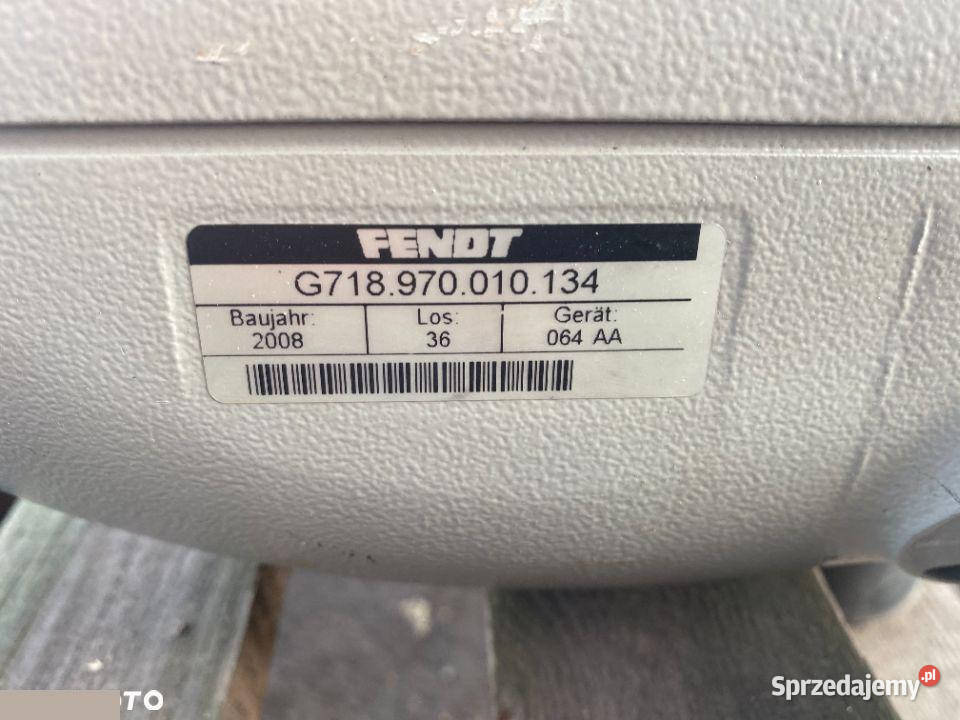 FENDT
G718.970.010.134
Baujahr: Los: Gerät:
2008 36 064 AA
Sprzedajemy.pl